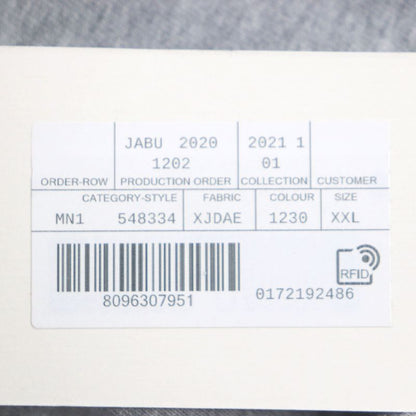 JABU 2020 2021 1
1202 01
ORDER-ROW PRODUCTION ORDER COLLECTION CUSTOMER
CATEGORY-STYLE FABRIC COLOUR SIZE
MN1 548334 XJDAE 1230 XXL
RFID
8096307951 0172192486